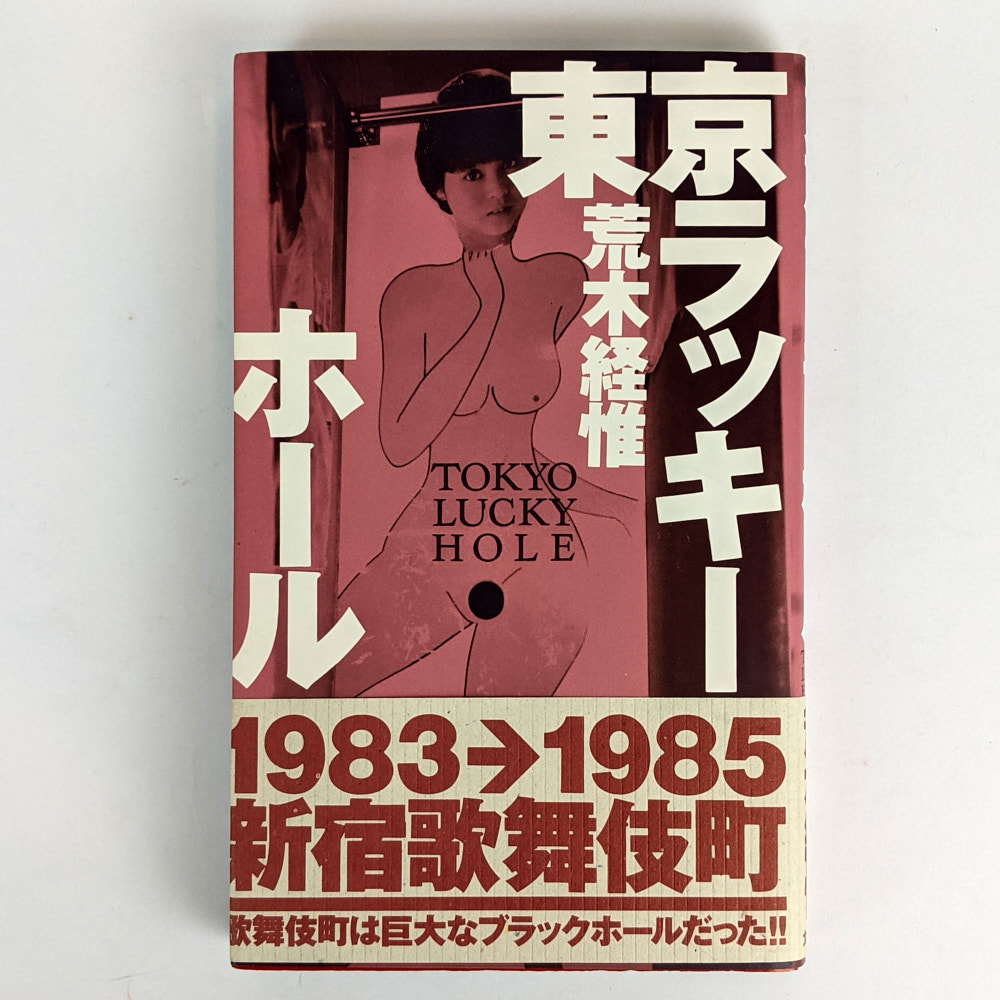 東京ラッキーホール
荒木経惟
TOKYO
LUCKY
HOLE
1983→1985
新宿歌舞伎町
歌舞伎町は巨大なブラックホールだった!!